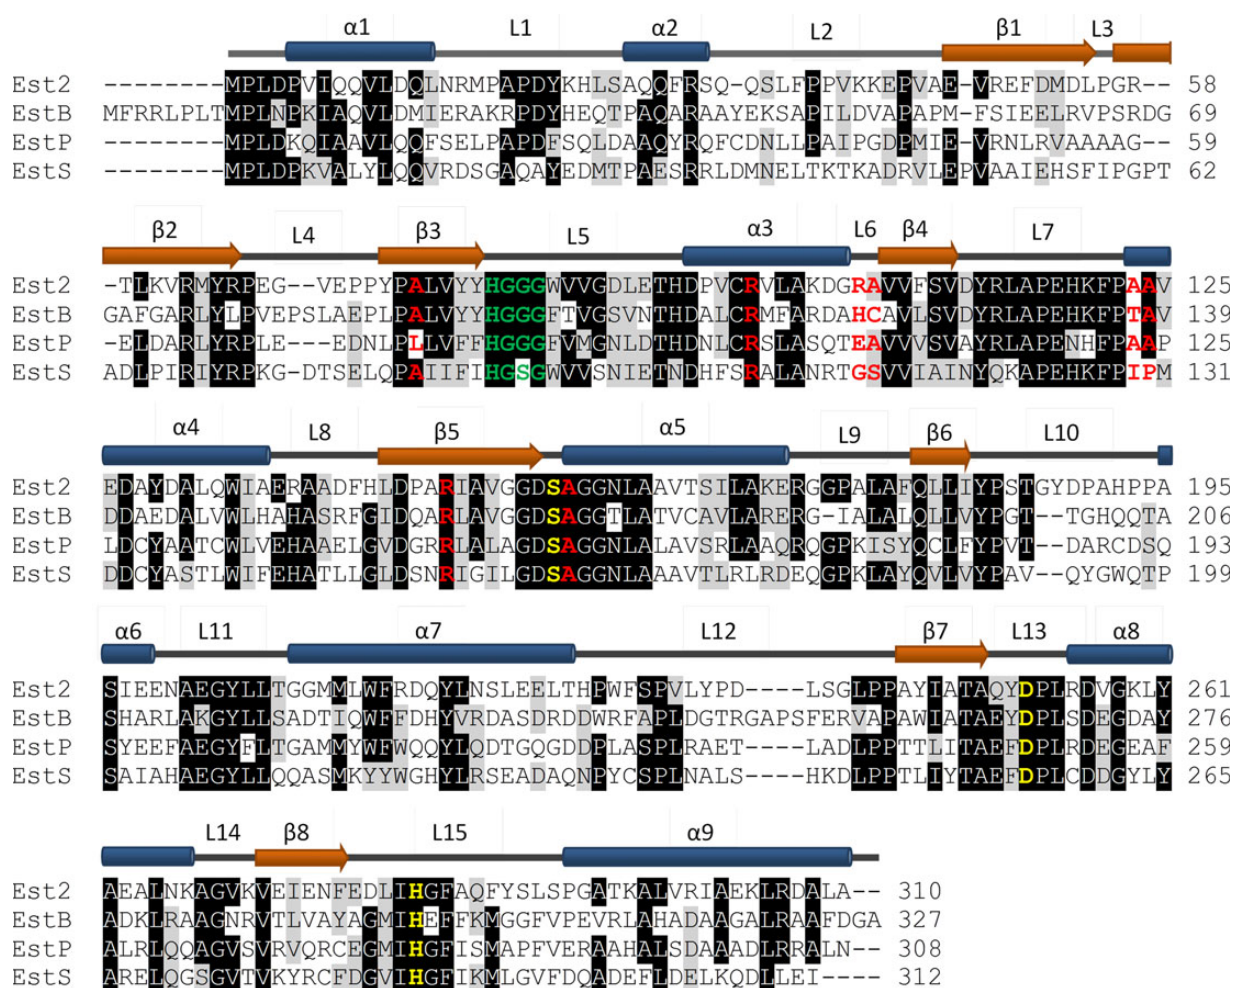 α1 L1 α2 L2 β1 L3
Est2 --------MPLDPVIQQVLDQLNRMPAPDYKHLSAQQFRSQ-QSLFPPVKKEPVAE-VREFDMDLPGR-- 58
EstB MFRRLPLTMPLNPKIAQVLDMIERAKRPDYHEQTPAQARAAYEKSAPILDVAPAPM-FSIEELRVPSRDG 69
EstP --------MPLDKQIAAVLQQFSELPAPDFSQLDAAQYRQFCDNLLPAIPGDPMIE-VRNLRVAAAAG-- 59
EstS --------MPLDPKVALYLQQVRDSGAQAYEDMTPAESRRLDMNELTKTKADRVLEPVAAIEHSFIPGPT 62
β2 L4 β3 L5 α3 L6 β4 L7
Est2 -TLKVRMYRPEG--VEPPYPALVYYHGGGWVVGDLETHDPVCRVLAKDGRAVVFSVDYRLAPEHKFPAAV 125
EstB GAFGARLYLPVEPSLAEPLPALVYYHGGGFTVGSVNTHDALCRMFARDAHCAVLSVDYRLAPEHKFPTAV 139
EstP -ELDARLYRPLE---EDNLPLLVFFHGGGFVMGNLDTHDNLCRSLASQTEAVVVSVAYRLAPENHFPAAP 125
EstS ADLPIRIYRPKG-DTSELQPAIIFIHGSGWVVSNIETNDHFSRALANRTGSVVIAINYQKAPEHKFPIPM 131
α4 L8 β5 α5 L9 β6 L10
Est2 EDAYDALQWIAERAADFHLDPARIAVGGDSAGGNLAAVTSILAKERGGPALAFQLLIYPSTGYDPAHPPA 195
EstB DDAEDALVWLHAHASRFGIDQARLAVGGDSAGGTLATVCAVLARERG-IALALQLLVYPGT--TGHQQTA 206
EstP LDCYAATCWLVEHAAELGVDGRRLALAGDSAGGNLALAVSRLAAQRQGPKISYQCLFYPVT--DARCDSQ 193
EstS DDCYASTLWIFEHATLLGLDSNRIGILGDSAGGNLAAAVTLRLRDEQGPKLAYQVLVYPAV--QYGWQTP 199
α6 L11 α7 L12 β7 L13 α8
Est2 SIEENAEGYLLTGGMMLWFRDQYLNSLEELTHPWFSPVLYPD----LSGLPPAYIATAQYDPLRDVGKLY 261
EstB SHARLAKGYLLSADTIQWFFDHYVRDASDRDDWRFAPLDGTRGAPSFERVAPAWIATAEYDPLSDEGDAY 276
EstP SYEEFAEGYFLTGAMMYWFWQQYLQDTGQGDDPLASPLRAET----LADLPPTTLITAEFDPLRDEGEAF 259
EstS SAIAHAEGYLLQQASMKYYWGHYLRSEADAQNPYCSPLNALS----HKDLPPTLIYTAEFDPLCDDGYLY 265
L14 β8 L15 α9
Est2 AEALNKAGVKVEIENFEDLIHGFAQFYSLSPGATKALVRIAEKLRDALA-- 310
EstB ADKLRAAGNRVTLVAYAGMIHEFFKMGGFVPEVRLAHADAAGALRAAFDGA 327
EstP ALRLQQAGVSVRVQRCEGMIHGFISMAPFVERAAHALSDAAADLRRALN-- 308
EstS ARELQGSGVTVKYRCFDGVIHGFIKMLGVFDQADEFLDELKQDLLEI---- 312